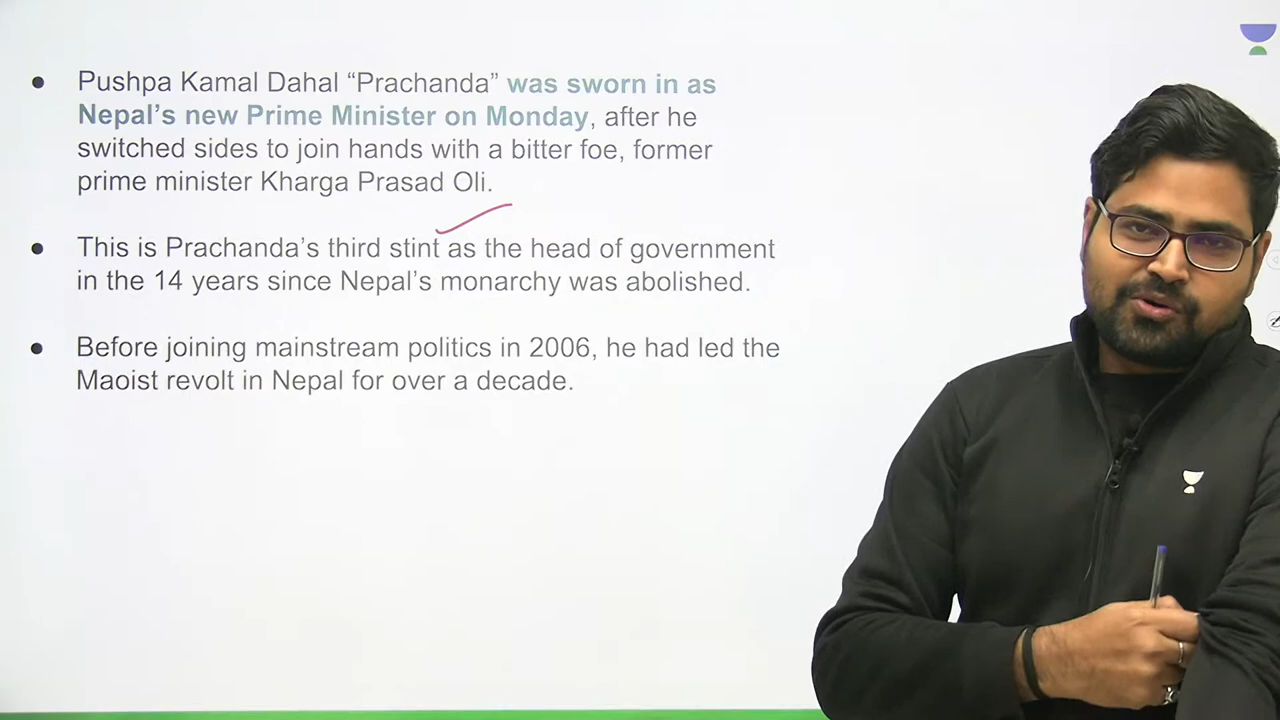 Pushpa Kamal Dahal “Prachanda” was sworn in as
Nepal’s new Prime Minister on Monday, after he
switched sides to join hands with a bitter foe, former
prime minister Kharga Prasad Oli.
This is Prachanda’s third stint as the head of government
in the 14 years since Nepal’s monarchy was abolished.
Before joining mainstream politics in 2006, he had led the
Maoist revolt in Nepal for over a decade.